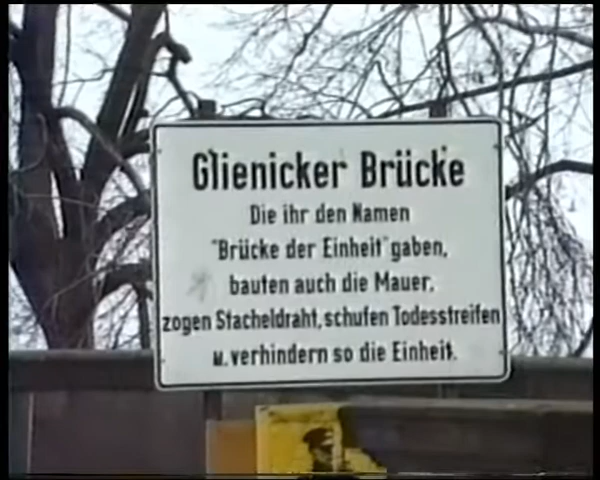 Glienicker Brücke
Die ihr den Namen
"Brücke der Einheit" gaben,
bauten auch die Mauer,
zogen Stacheldraht, schufen Todesstreifen
u. verhindern so die Einheit.